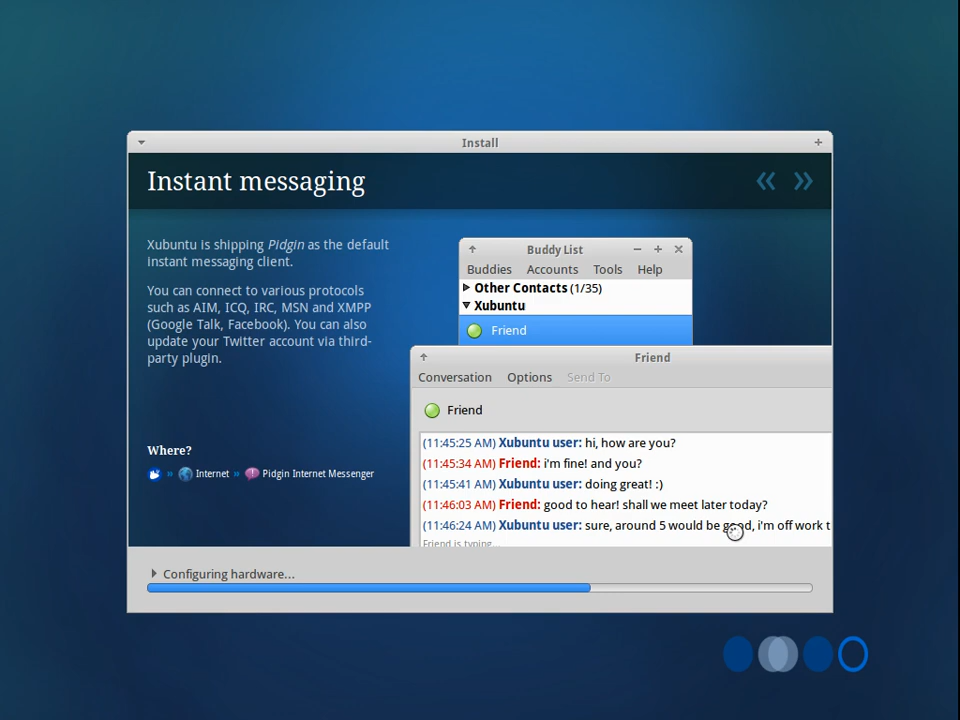 Install
Instant messaging
Xubuntu is shipping Pidgin as the default
instant messaging client.
You can connect to various protocols
such as AIM, ICQ, IRC, MSN and XMPP
(Google Talk, Facebook). You can also
update your Twitter account via third-
party plugin.
Where?
» Internet » Pidgin Internet Messenger
Buddy List
Buddies Accounts Tools Help
Other Contacts (1/35)
Xubuntu
Friend
Friend
Conversation Options Send To
Friend
(11:45:25 AM) Xubuntu user: hi, how are you?
(11:45:34 AM) Friend: i'm fine! and you?
(11:45:41 AM) Xubuntu user: doing great! :)
(11:46:03 AM) Friend: good to hear! shall we meet later today?
(11:46:24 AM) Xubuntu user: sure, around 5 would be good, i'm off work t
Friend is typing...
Configuring hardware...